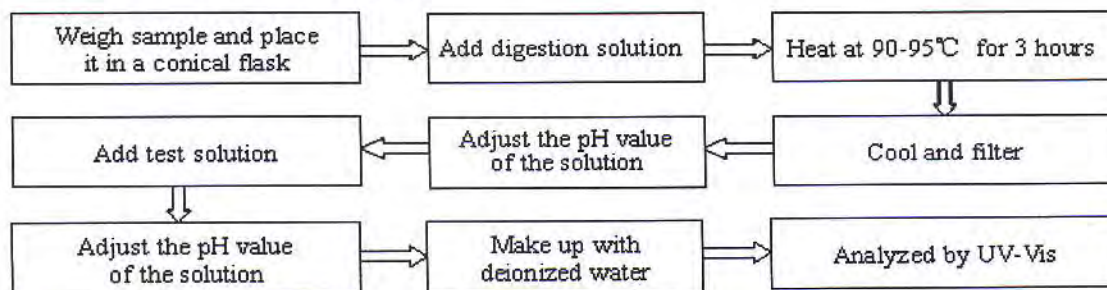 Weigh sample and place
it in a conical flask
Add digestion solution
Heat at 90-95℃ for 3 hours
Cool and filter
Adjust the pH value
of the solution
Add test solution
Adjust the pH value
of the solution
Make up with
deionized water
Analyzed by UV-Vis